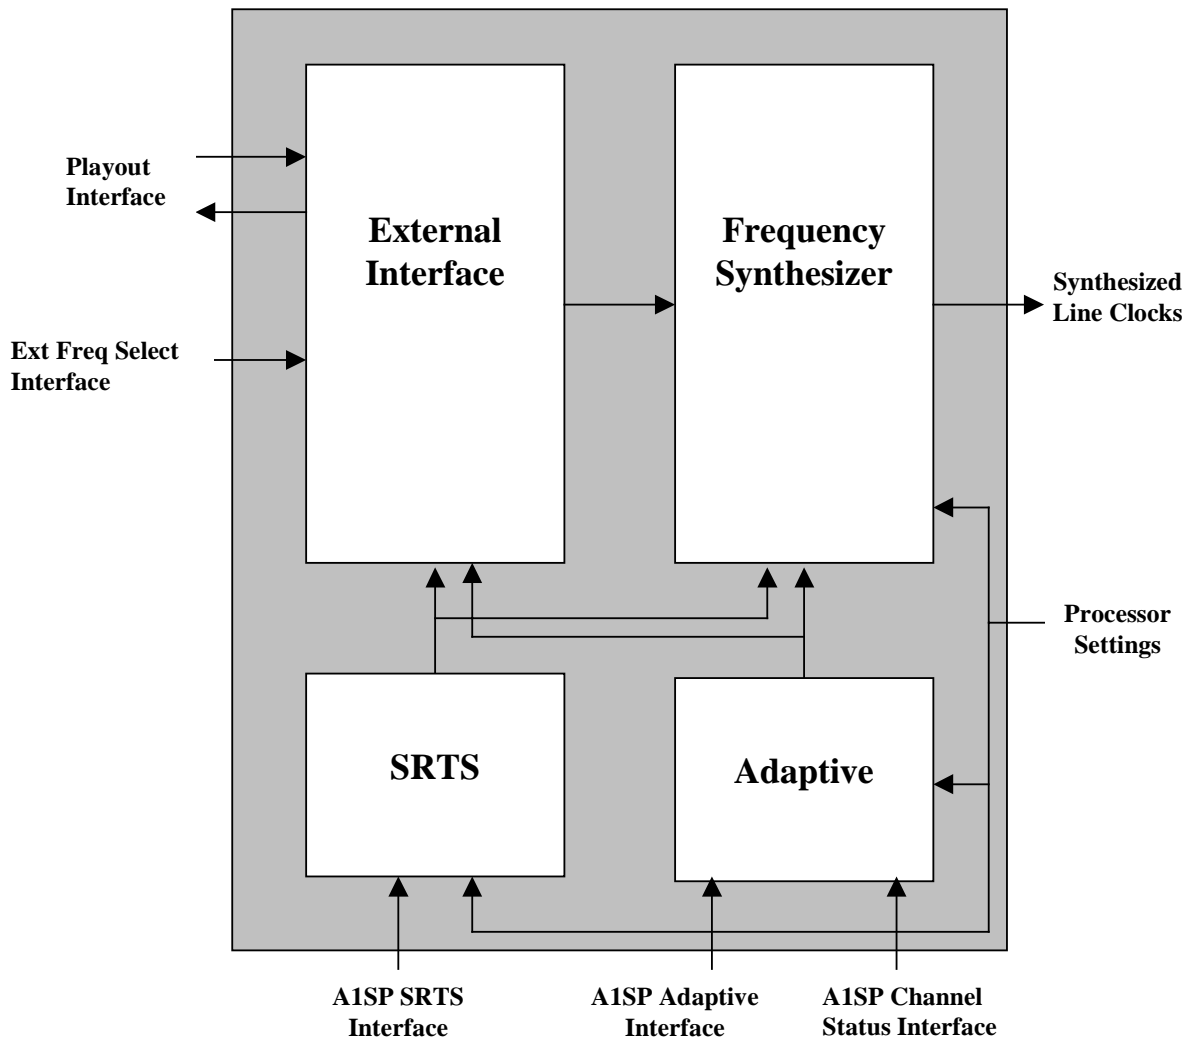 Playout
Interface
External
Interface
Frequency
Synthesizer
Synthesized
Line Clocks
Ext Freq Select
Interface
Processor
Settings
SRTS
Adaptive
A1SP SRTS
Interface
A1SP Adaptive
Interface
A1SP Channel
Status Interface